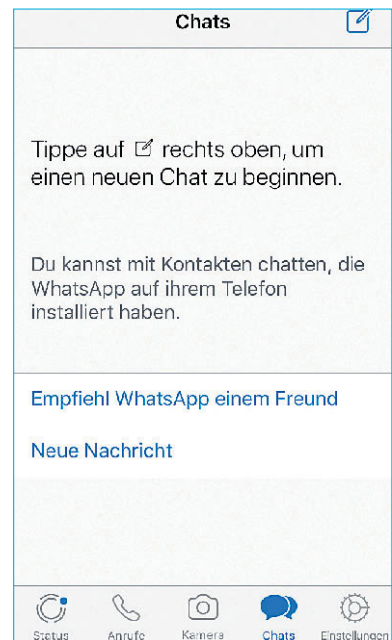 Chats
Tippe auf rechts oben, um
einen neuen Chat zu beginnen.
Du kannst mit Kontakten chatten, die
WhatsApp auf ihrem Telefon
installiert haben.
Empfiehl WhatsApp einem Freund
Neue Nachricht
Status Anrufe Kamera Chats Einstellungen